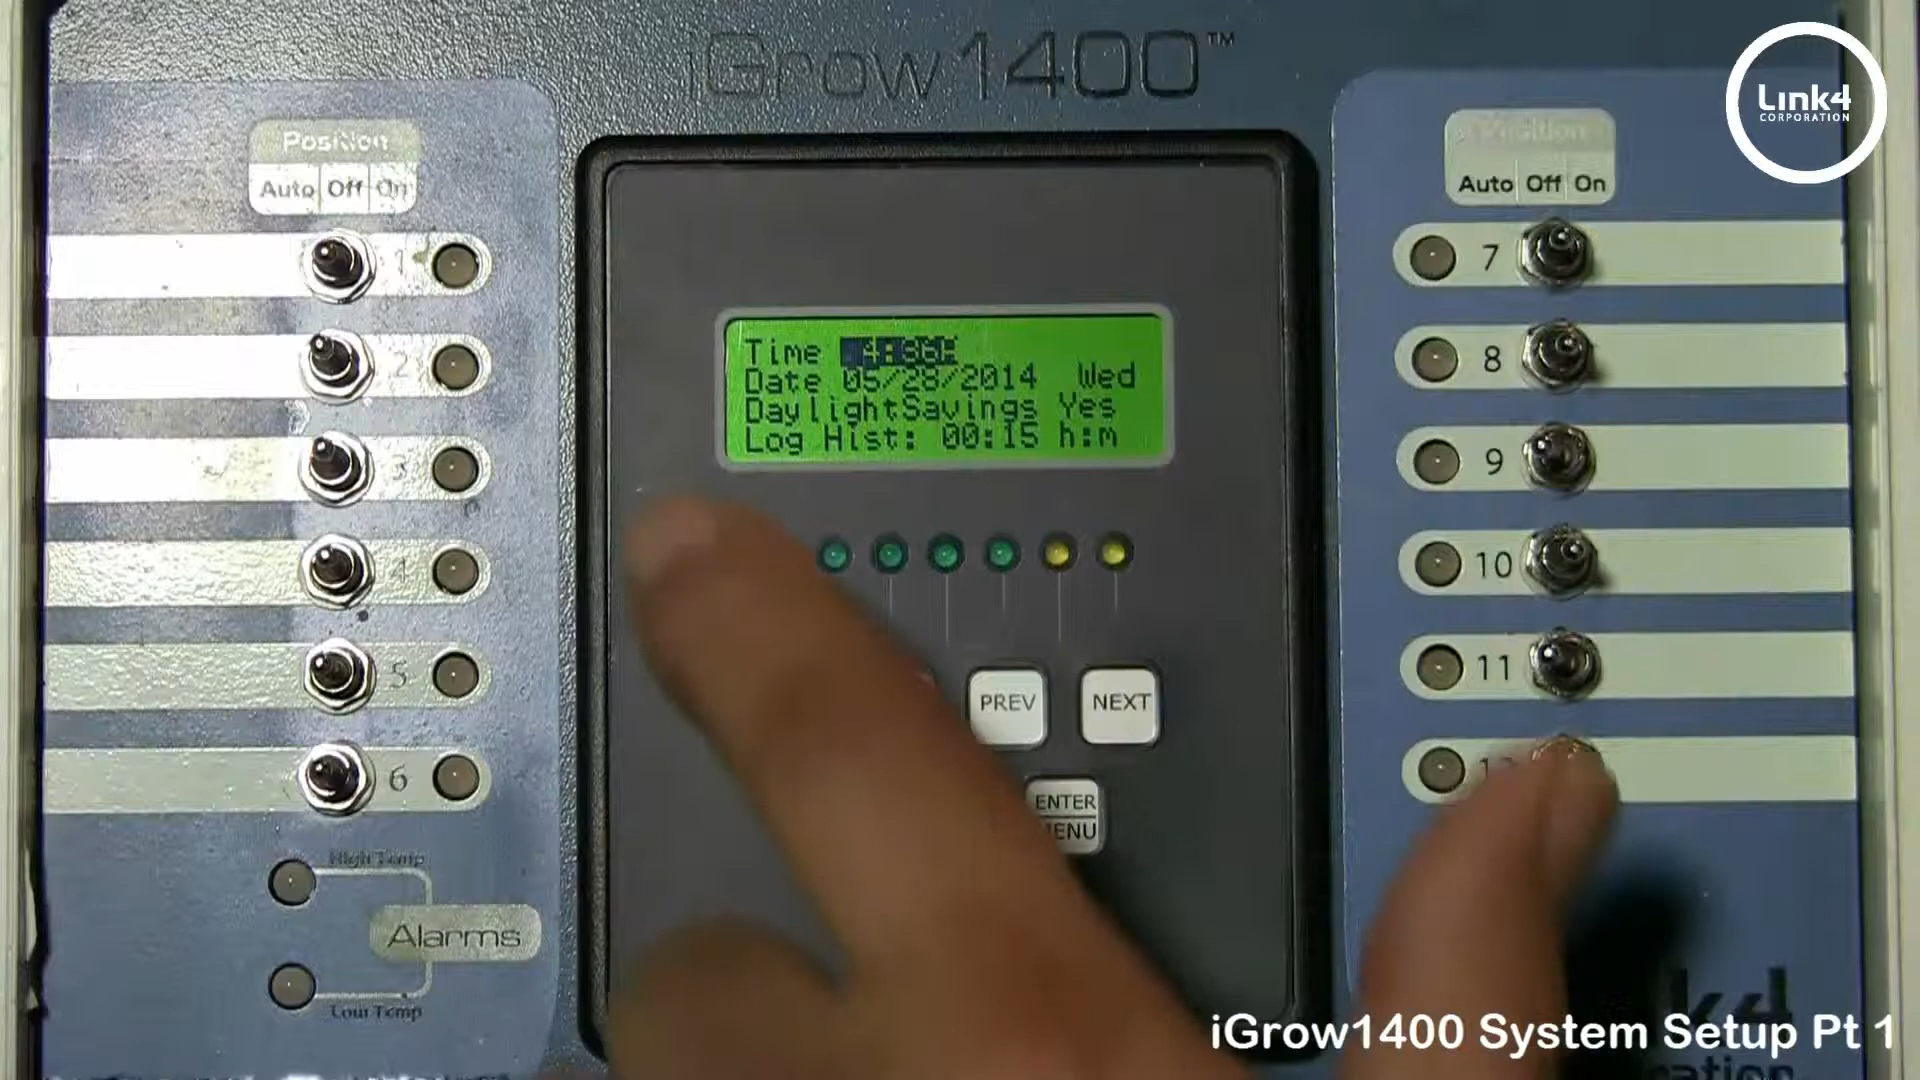 iGrow1400™
Link4
CORPORATION
Position
Auto Off On
Position
Auto Off On
1
2
3
4
5
6
7
8
9
10
11
Time
Date 05/28/2014 Wed
DaylightSavings Yes
Log Hist: 00:15 h:m
PREV
NEXT
ENTER
High Temp
Alarms
Low Temp
iGrow1400 System Setup Pt 1